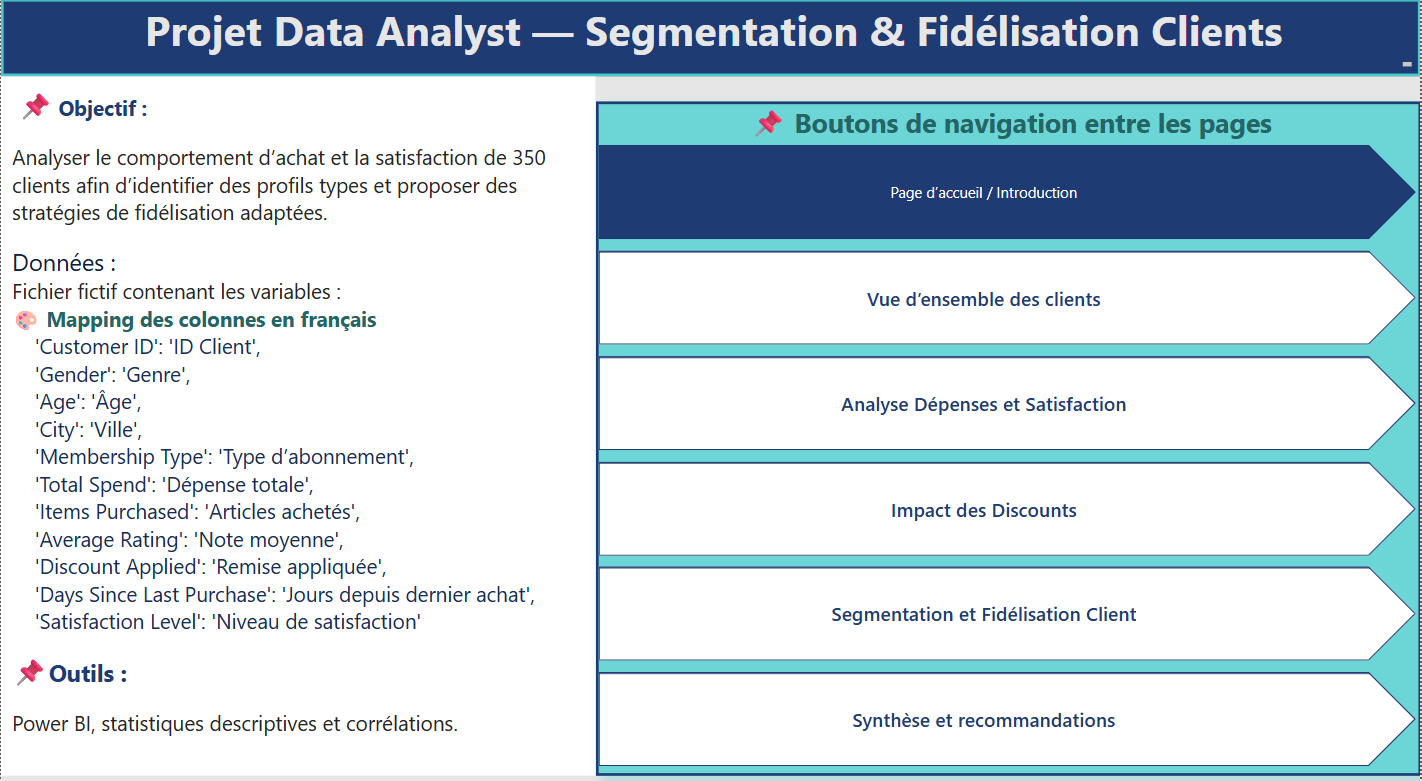 Projet Data Analyst — Segmentation & Fidélisation Clients
📌 Objectif :
Analyser le comportement d’achat et la satisfaction de 350
clients afin d’identifier des profils types et proposer des
stratégies de fidélisation adaptées.
Données :
Fichier fictif contenant les variables :
🎨 Mapping des colonnes en français
'Customer ID': 'ID Client',
'Gender': 'Genre',
'Age': 'Âge',
'City': 'Ville',
'Membership Type': 'Type d’abonnement',
'Total Spend': 'Dépense totale',
'Items Purchased': 'Articles achetés',
'Average Rating': 'Note moyenne',
'Discount Applied': 'Remise appliquée',
'Days Since Last Purchase': 'Jours depuis dernier achat',
'Satisfaction Level': 'Niveau de satisfaction'
📌 Outils :
Power BI, statistiques descriptives et corrélations.
📌 Boutons de navigation entre les pages
Page d’accueil / Introduction
Vue d’ensemble des clients
Analyse Dépenses et Satisfaction
Impact des Discounts
Segmentation et Fidélisation Client
Synthèse et recommandations